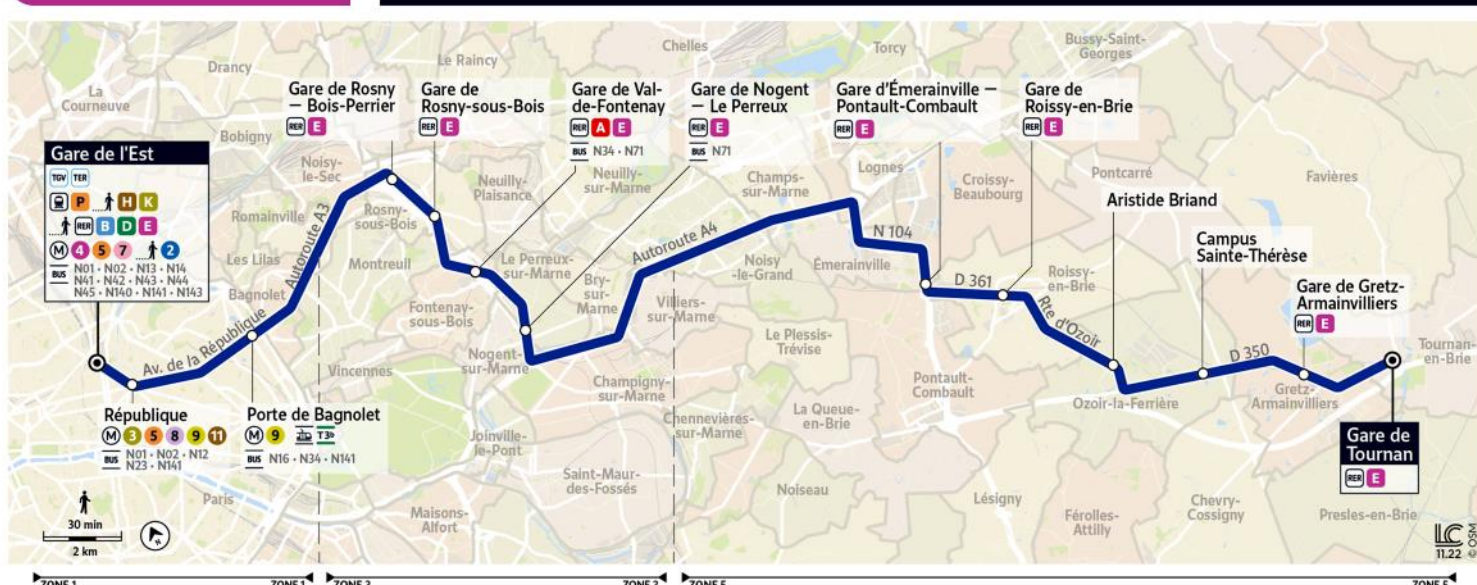 La
Courneuve
Drancy
Le Raincy
Chelles
Torcy
Bussy-Saint-
Georges
Bobigny
Noisy-
le-Sec
Romainville
Les Lilas
Bagnolet
Gare de l'Est
TGV TER
P H K
RER B D E
M 4 5 7 2
BUS N01 · N02 · N13 · N14
N41 · N42 · N43 · N44
N45 · N140 · N141 · N143
Gare de Rosny
— Bois-Perrier
RER E
Gare de
Rosny-sous-Bois
RER E
Gare de Val-
de-Fontenay
RER A E
BUS N34 · N71
Gare de Nogent
— Le Perreux
RER E
BUS N71
Gare d'Émerainville —
Pontault-Combault
RER E
Gare de
Roissy-en-Brie
RER E
Aristide Briand
Campus
Sainte-Thérèse
Gare de Gretz-
Armainvilliers
RER E
Gare de
Tournan
RER E
République
M 3 5 8 9 11
BUS N01 · N02 · N12
N23 · N141
Porte de Bagnolet
M 9 T3b
BUS N16 · N34 · N141
Av. de la République
Autoroute A3
Autoroute A4
N 104
D 361
Rte d'Ozoir
D 350
Rosny-
sous-Bois
Neuilly-
Plaisance
Neuilly-
sur-Marne
Montreuil
Le Perreux-
sur-Marne
Fontenay-
sous-Bois
Bry-
sur-
Marne
Vincennes
Nogent-
sur-Marne
Villiers-
sur-Marne
Noisy
-le-Grand
Champs-
sur-Marne
Lognes
Croissy-
Beaubourg
Pontcarré
Favières
Émerainville
Roissy-
en-Brie
Le Plessis-
Trévise
Champigny-
sur-Marne
Chennevières-
sur-Marne
La Queue-
en-Brie
Pontault-
Combault
Ozoir-la-Ferrière
Gretz-
Armainvilliers
Tournan-
en-Brie
Joinville-
le-Pont
Saint-Maur-
des-Fossés
Paris
Maisons-
Alfort
Noiseau
Lésigny
Férolles-
Attilly
Chevry-
Cossigny
Presles-en-Brie
30 min
2 km
LC
11.22
© OSM
ZONE 1 ZONE 1 ZONE 3 ZONE 3 ZONE 5 ZONE 5